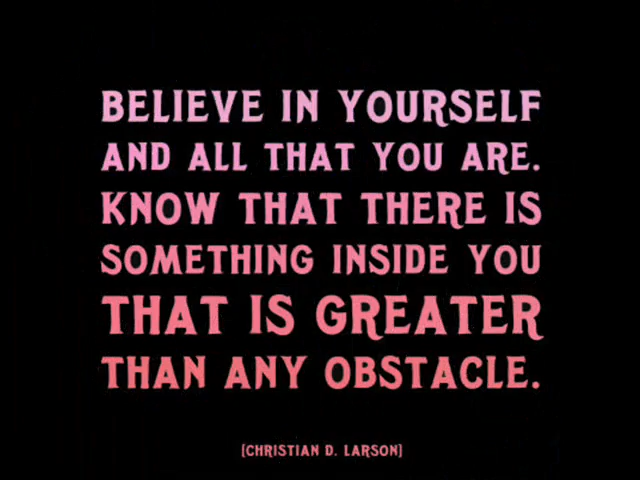 BELIEVE IN YOURSELF
AND ALL THAT YOU ARE.
KNOW THAT THERE IS
SOMETHING INSIDE YOU
THAT IS GREATER
THAN ANY OBSTACLE.
[CHRISTIAN D. LARSON]